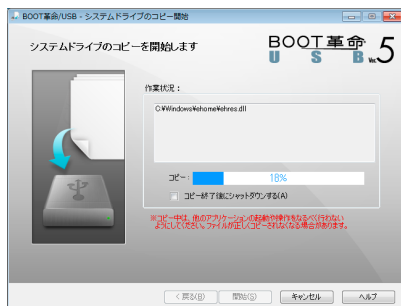 BOOT革命/USB - システムドライブのコピー開始
システムドライブのコピーを開始します
BOOT革命
USB Ver.5
作業状況：
C:¥Windows¥ehome¥ehres.dll
コピー：
18%
コピー終了後にシャットダウンする(A)
※コピー中は、他のアプリケーションの起動や操作をなるべく行わない
ようにしてください。ファイルが正しくコピーされなくなる場合があります。
< 戻る(B)
開始(S)
キャンセル
ヘルプ